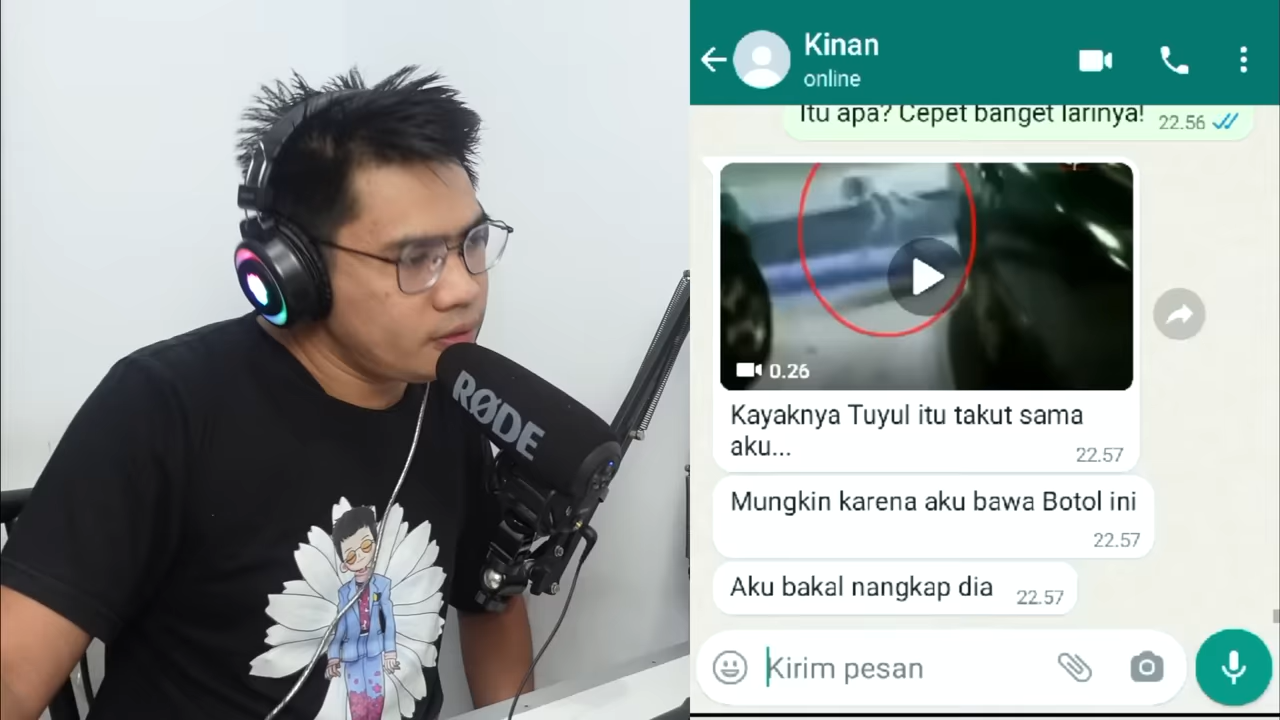 RØDE
Kinan
online
Itu apa? Cepet banget larinya!
22.56
0.26
Kayaknya Tuyul itu takut sama
aku...
22.57
Mungkin karena aku bawa Botol ini
22.57
Aku bakal nangkap dia
22.57
Kirim pesan